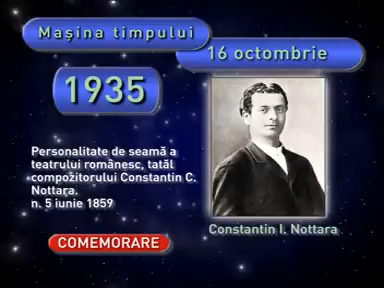 Mașina timpului
16 octombrie
1935
Personalitate de seamă a
teatrului românesc, tatăl
compozitorului Constantin C.
Nottara.
n. 5 iunie 1859
Constantin I. Nottara
COMEMORARE